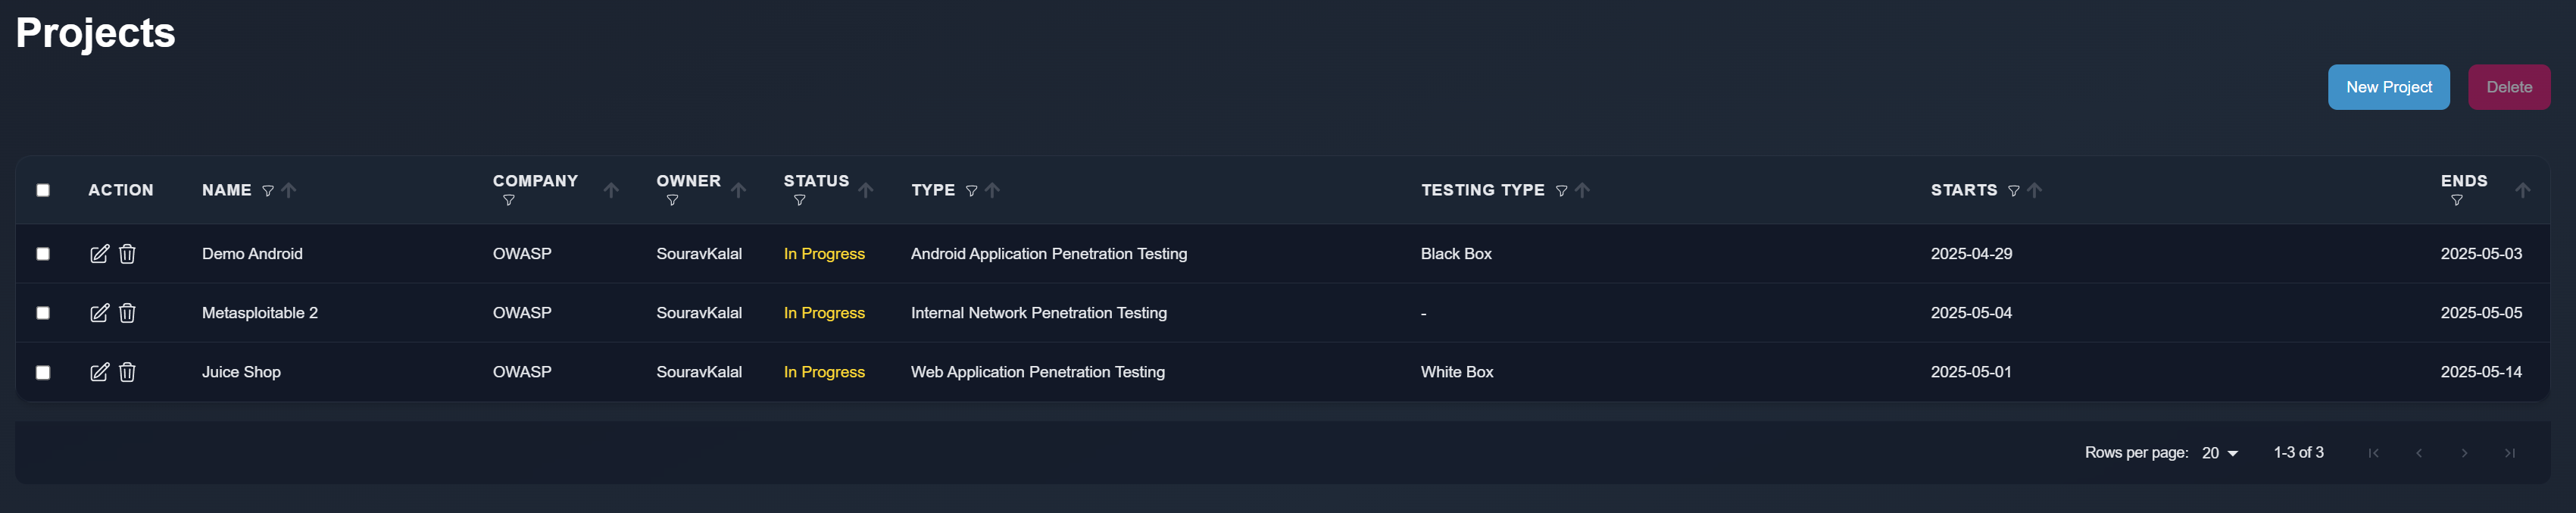 Projects
New Project Delete
ACTION NAME COMPANY OWNER STATUS TYPE TESTING TYPE STARTS ENDS
Demo Android OWASP SouravKalal In Progress Android Application Penetration Testing Black Box 2025-04-29 2025-05-03
Metasploitable 2 OWASP SouravKalal In Progress Internal Network Penetration Testing - 2025-05-04 2025-05-05
Juice Shop OWASP SouravKalal In Progress Web Application Penetration Testing White Box 2025-05-01 2025-05-14
Rows per page: 20 1-3 of 3